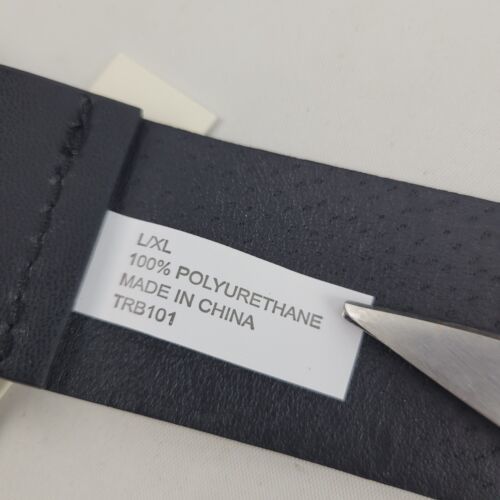 L/XL
100% POLYURETHANE
MADE IN CHINA
TRB101